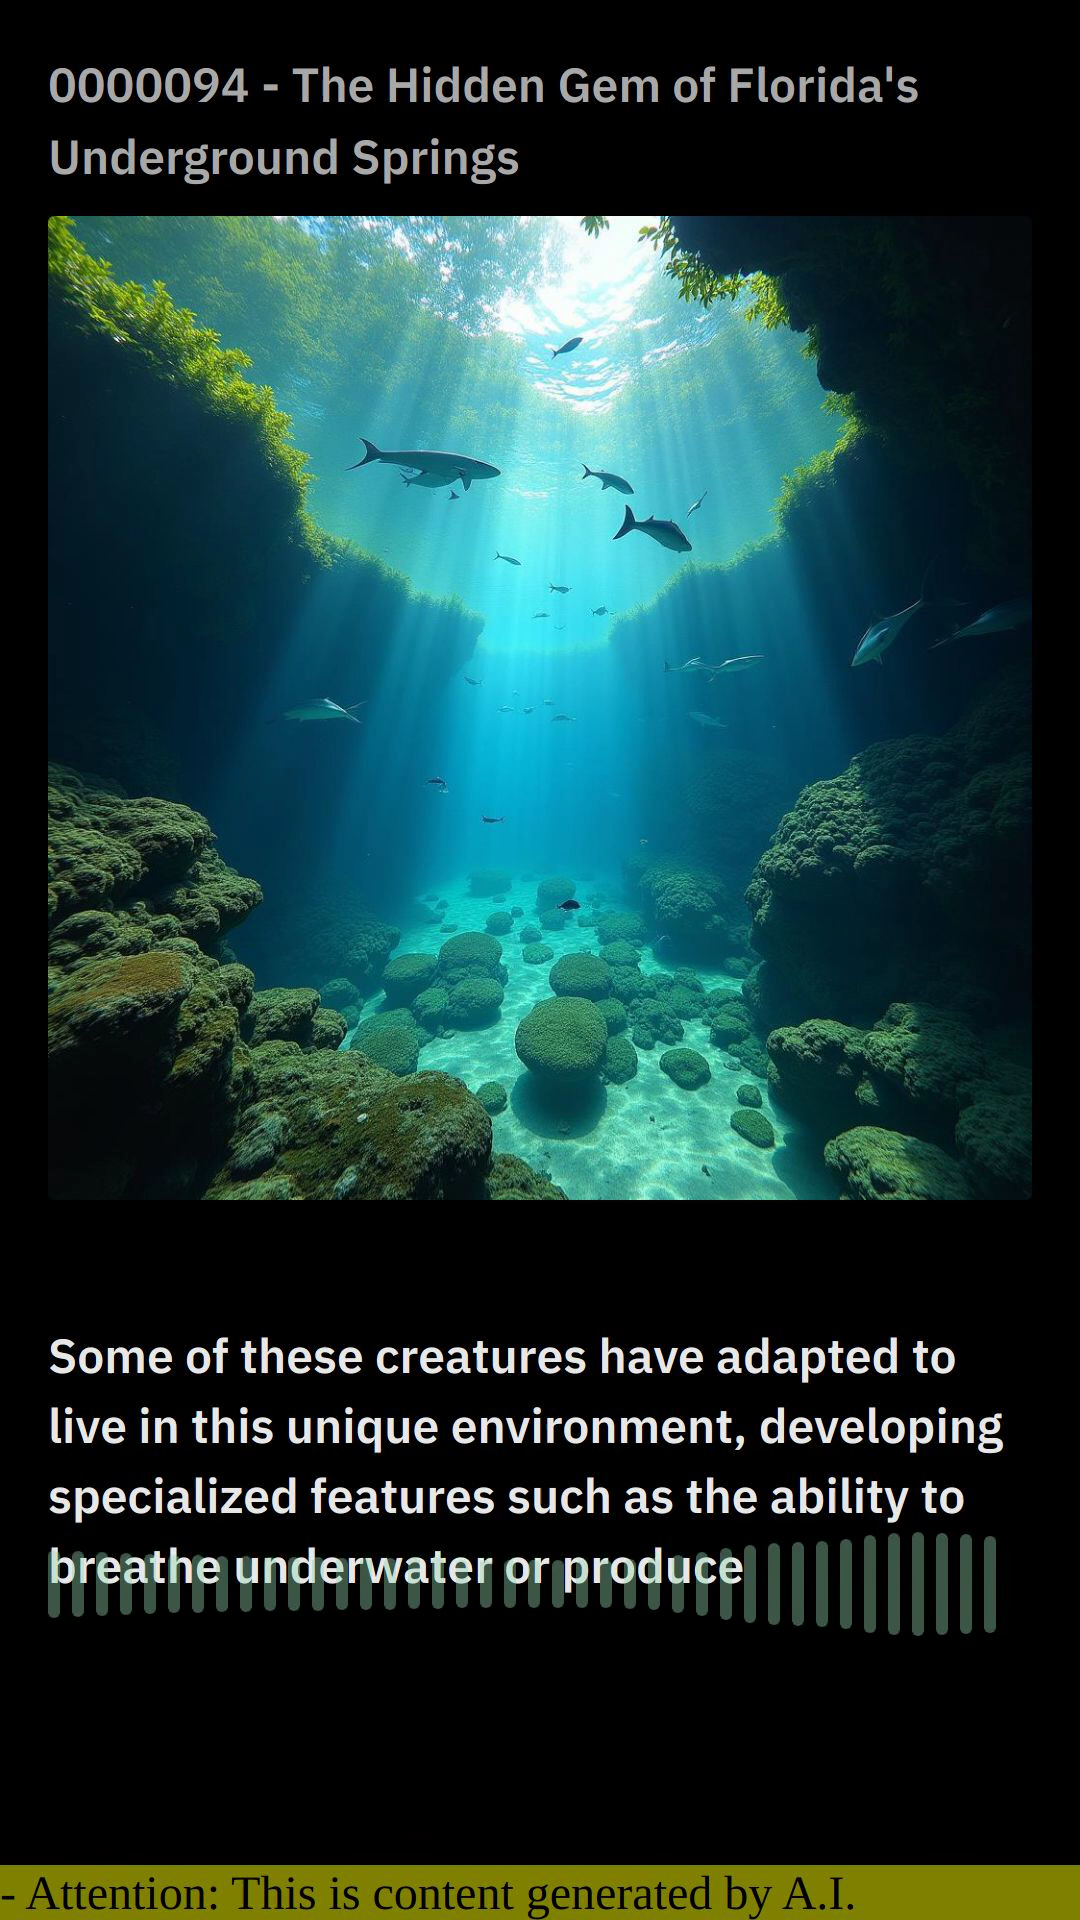 0000094 - The Hidden Gem of Florida's
Underground Springs
Some of these creatures have adapted to
live in this unique environment, developing
specialized features such as the ability to
breathe underwater or produce
- Attention: This is content generated by A.I.